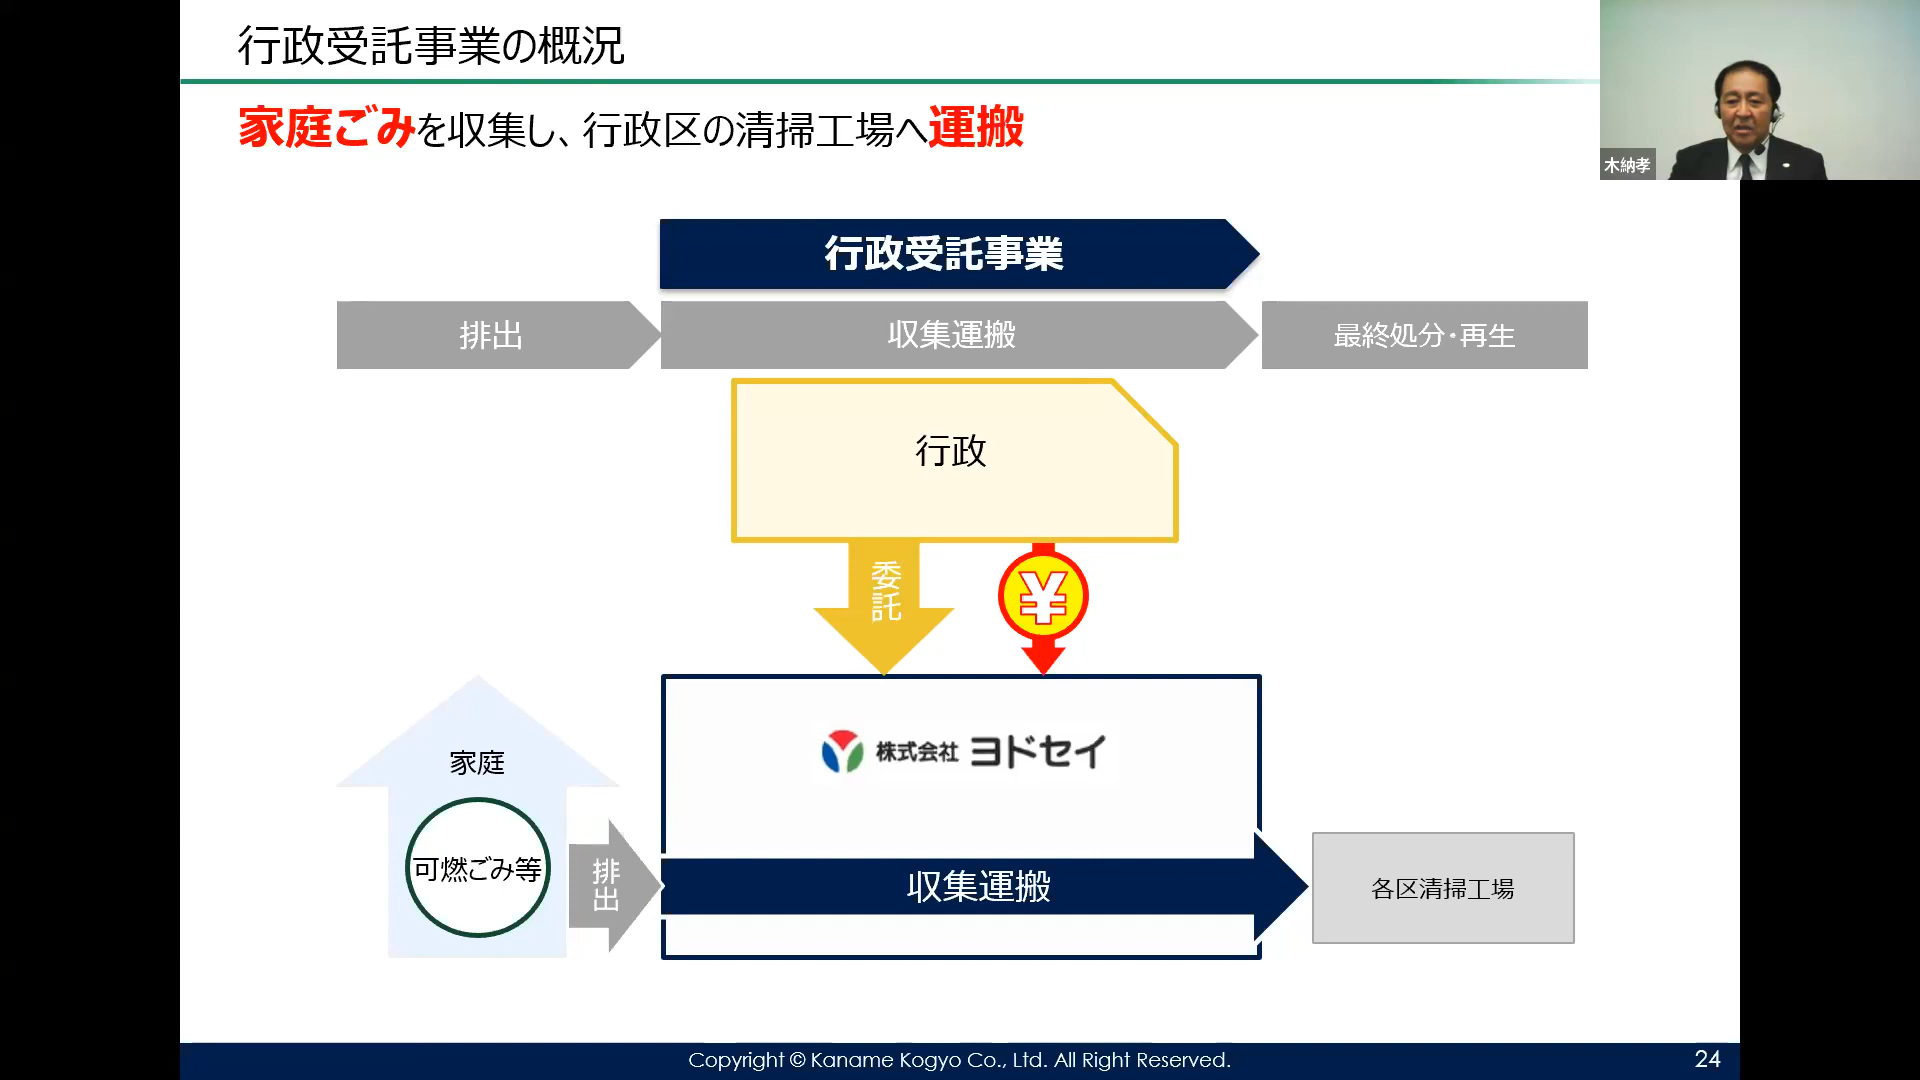 行政受託事業の概況
家庭ごみを収集し、行政区の清掃工場へ運搬
木納孝
行政受託事業
排出
収集運搬
最終処分・再生
行政
委託
¥
株式会社 ヨドセイ
家庭
可燃ごみ等
排出
収集運搬
各区清掃工場
Copyright © Kaname Kogyo Co., Ltd. All Right Reserved.
24